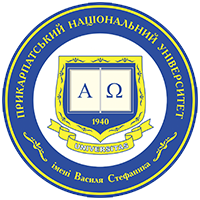 ПРИКАРПАТСЬКИЙ НАЦІОНАЛЬНИЙ УНІВЕРСИТЕТ
Α Ω
1940
UNIVERSITAS
імені Василя Стефаника